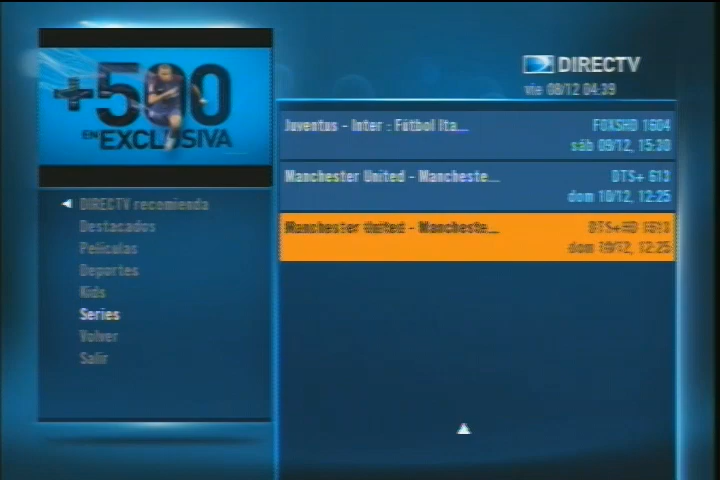 +500
EN EXCLUSIVA
DIRECTV
vie 08/12 04:39
Juventus - Inter : Fútbol Ita...
FOXSHD 1604
sáb 09/12, 15:30
Manchester United - Mancheste...
DTS+ 613
dom 10/12, 12:25
Manchester United - Mancheste...
DTS+HD 1613
dom 10/12, 12:25
DIRECTV recomienda
Destacados
Películas
Deportes
Kids
Series
Volver
Salir